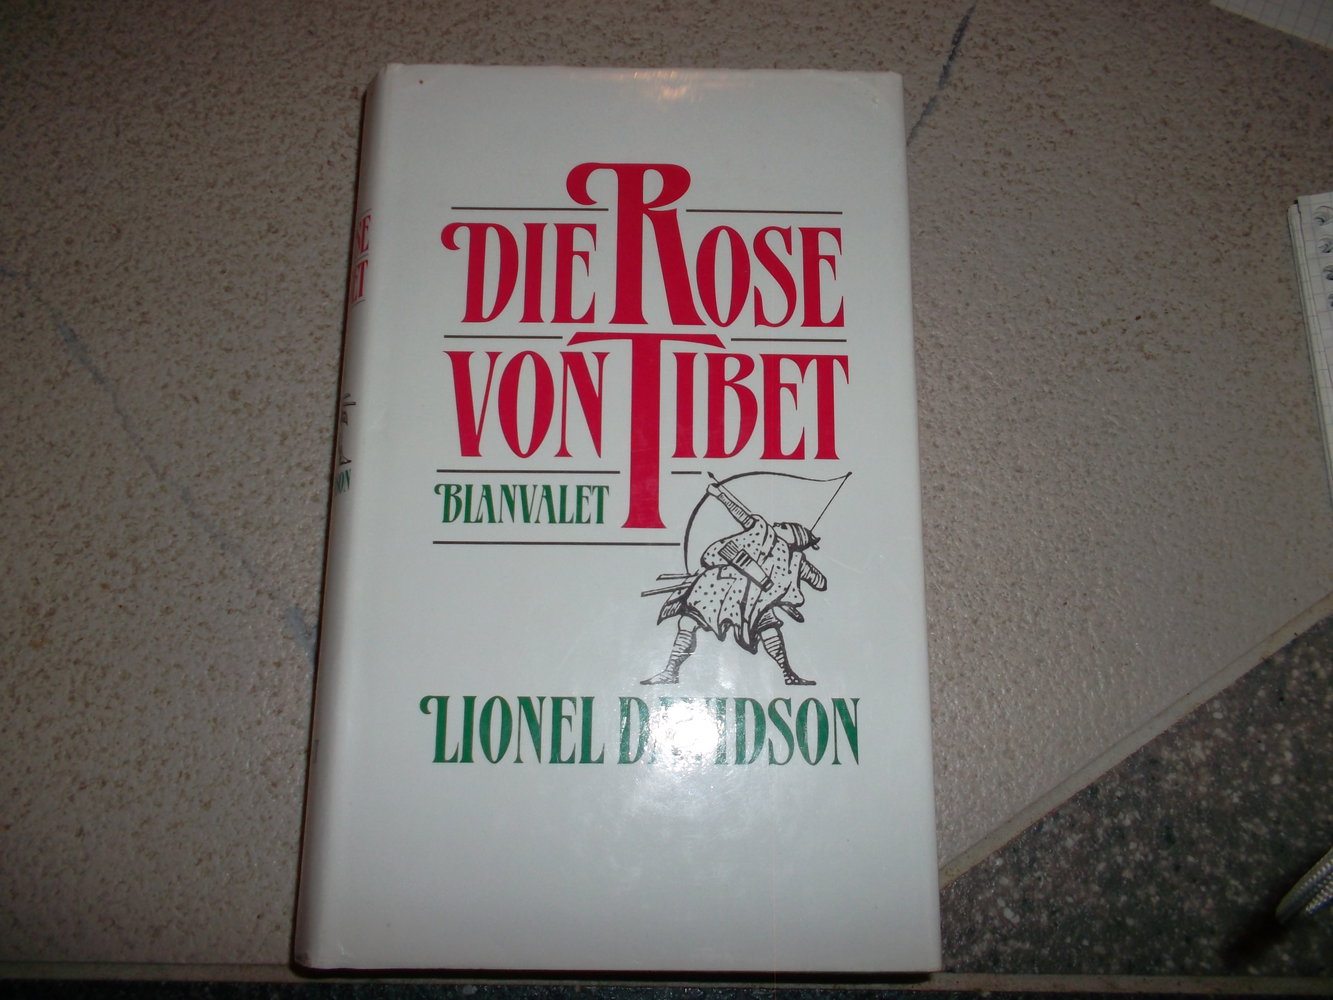 DIE ROSE
VON TIBET
BLANVALET
LIONEL DAVIDSON